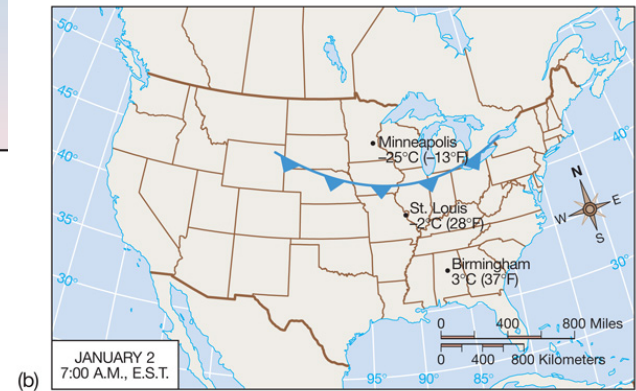 50°
45°
40°
35°
30°
Minneapolis
–25°C (–13°F)
St. Louis
–2°C (28°F)
Birmingham
3°C (37°F)
40°
30°
N
W
E
S
0 400 800 Miles
0 400 800 Kilometers
95° 90° 85°
JANUARY 2
7:00 A.M., E.S.T.
(b)